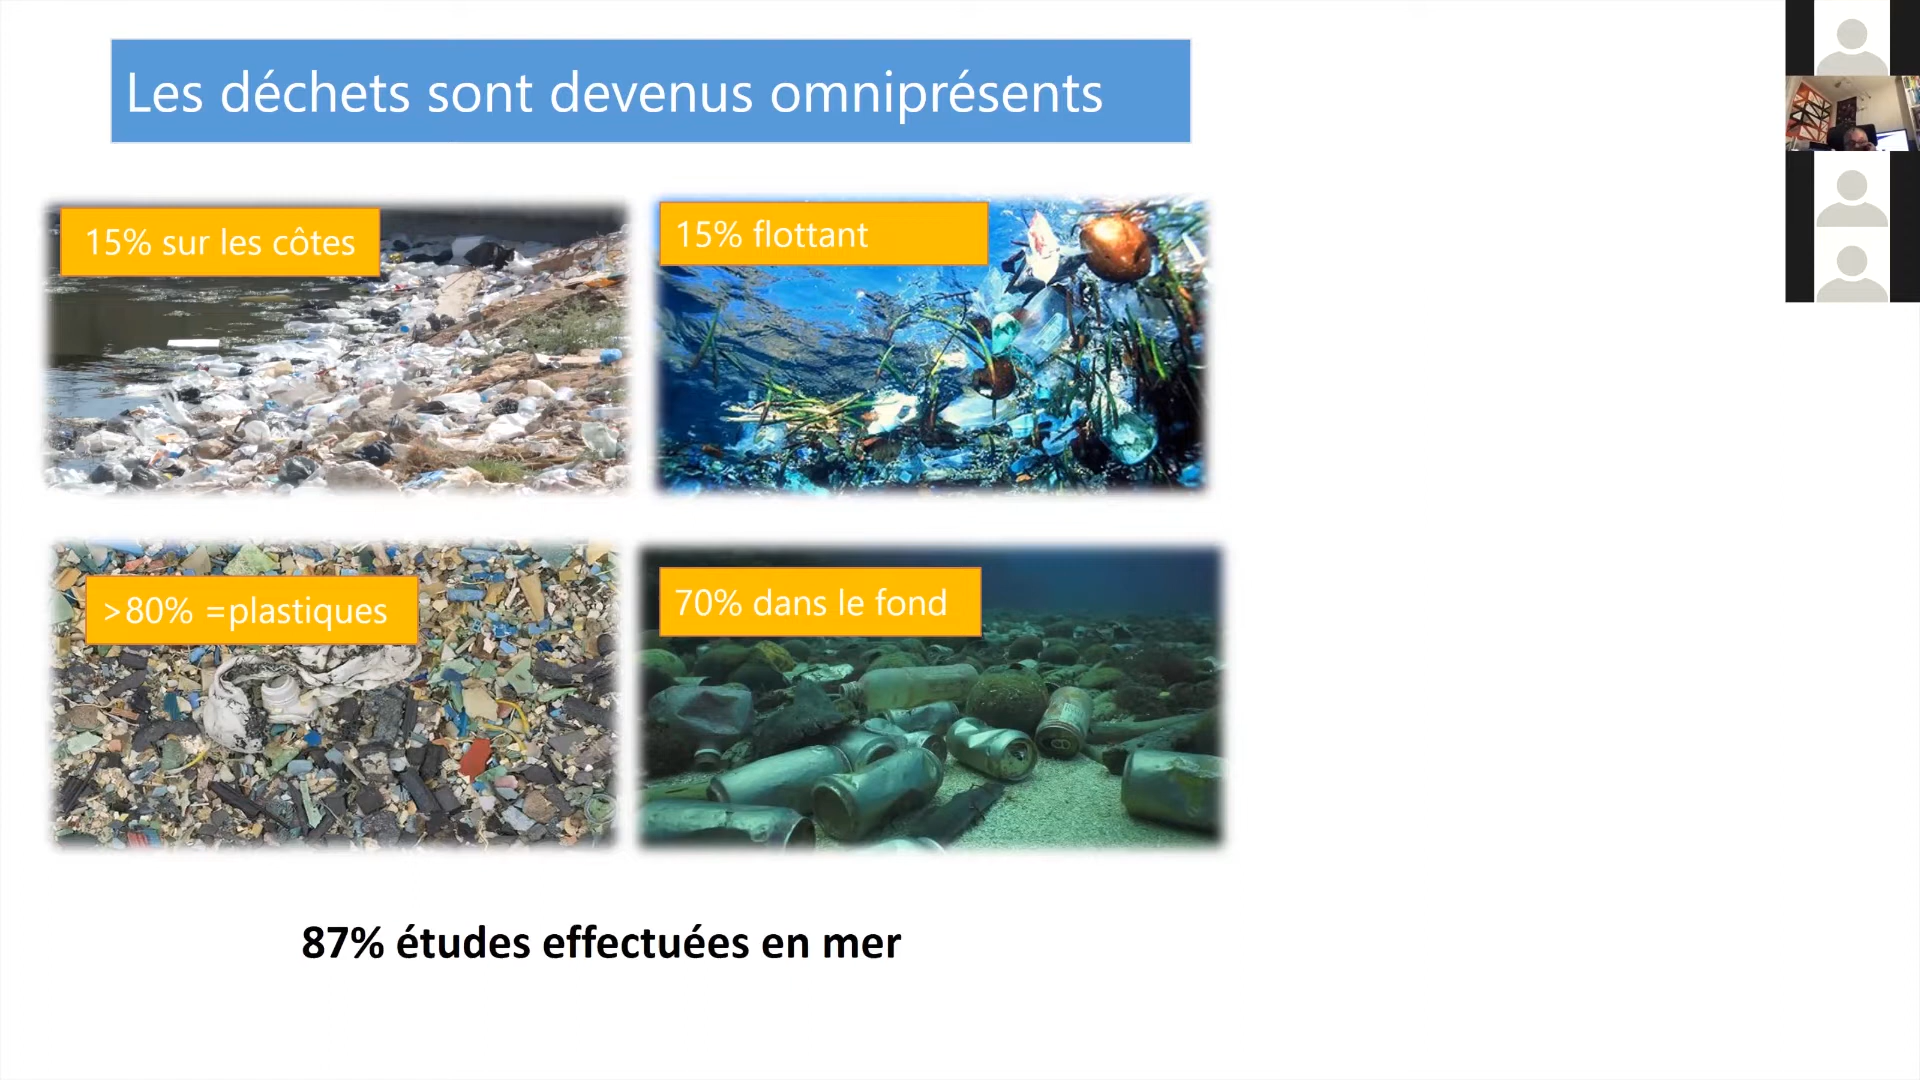 Les déchets sont devenus omniprésents
15% sur les côtes
15% flottant
>80% =plastiques
70% dans le fond
87% études effectuées en mer